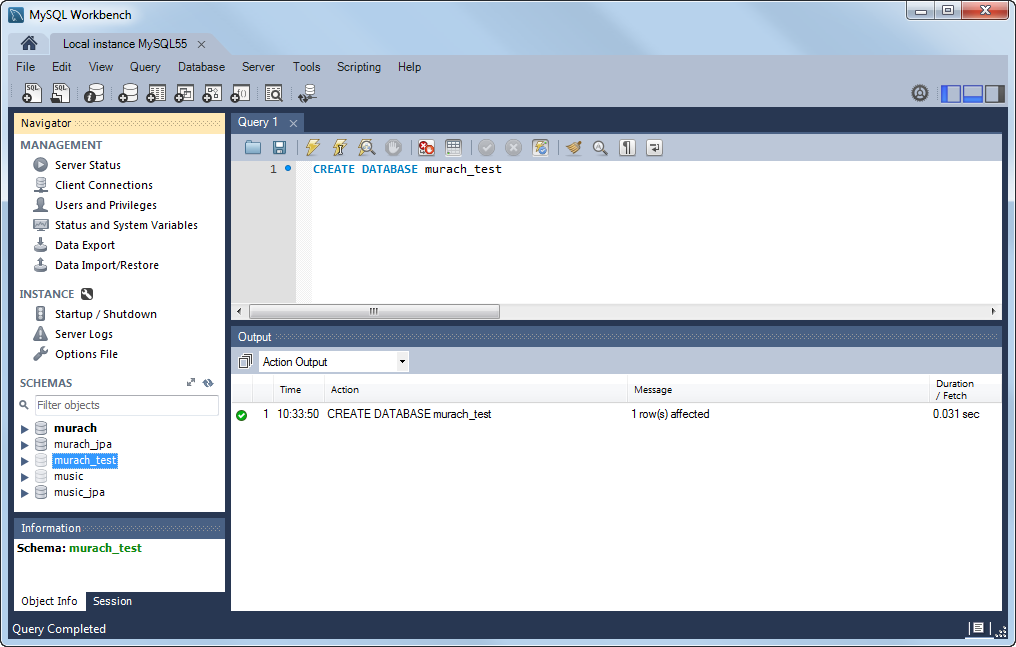 MySQL Workbench
Local instance MySQL55
File Edit View Query Database Server Tools Scripting Help
Navigator
MANAGEMENT
Server Status
Client Connections
Users and Privileges
Status and System Variables
Data Export
Data Import/Restore
INSTANCE
Startup / Shutdown
Server Logs
Options File
SCHEMAS
Filter objects
murach
murach_jpa
murach_test
music
music_jpa
Information
Schema: murach_test
Object Info Session
Query Completed
Query 1
1 CREATE DATABASE murach_test
Output
Action Output
Time Action Message Duration / Fetch
1 10:33:50 CREATE DATABASE murach_test 1 row(s) affected 0.031 sec